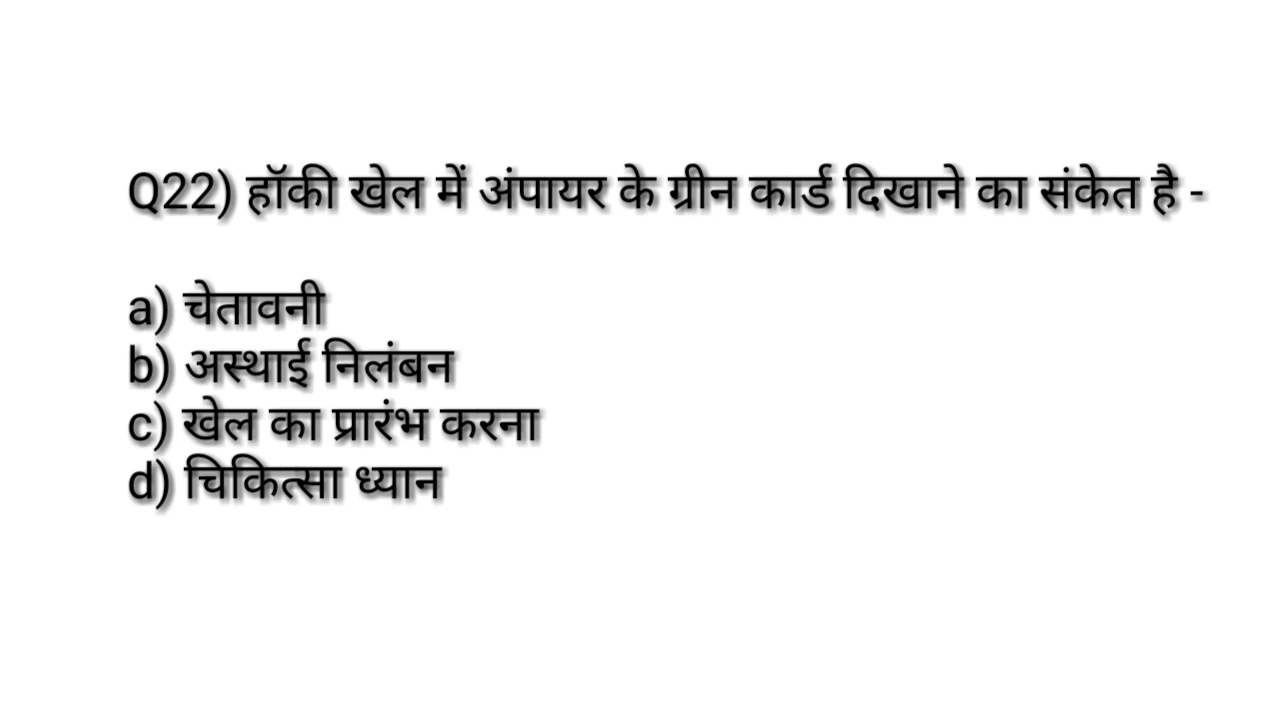 Q22) हॉकी खेल में अंपायर के ग्रीन कार्ड दिखाने का संकेत है -
a) चेतावनी
b) अस्थाई निलंबन
c) खेल का प्रारंभ करना
d) चिकित्सा ध्यान